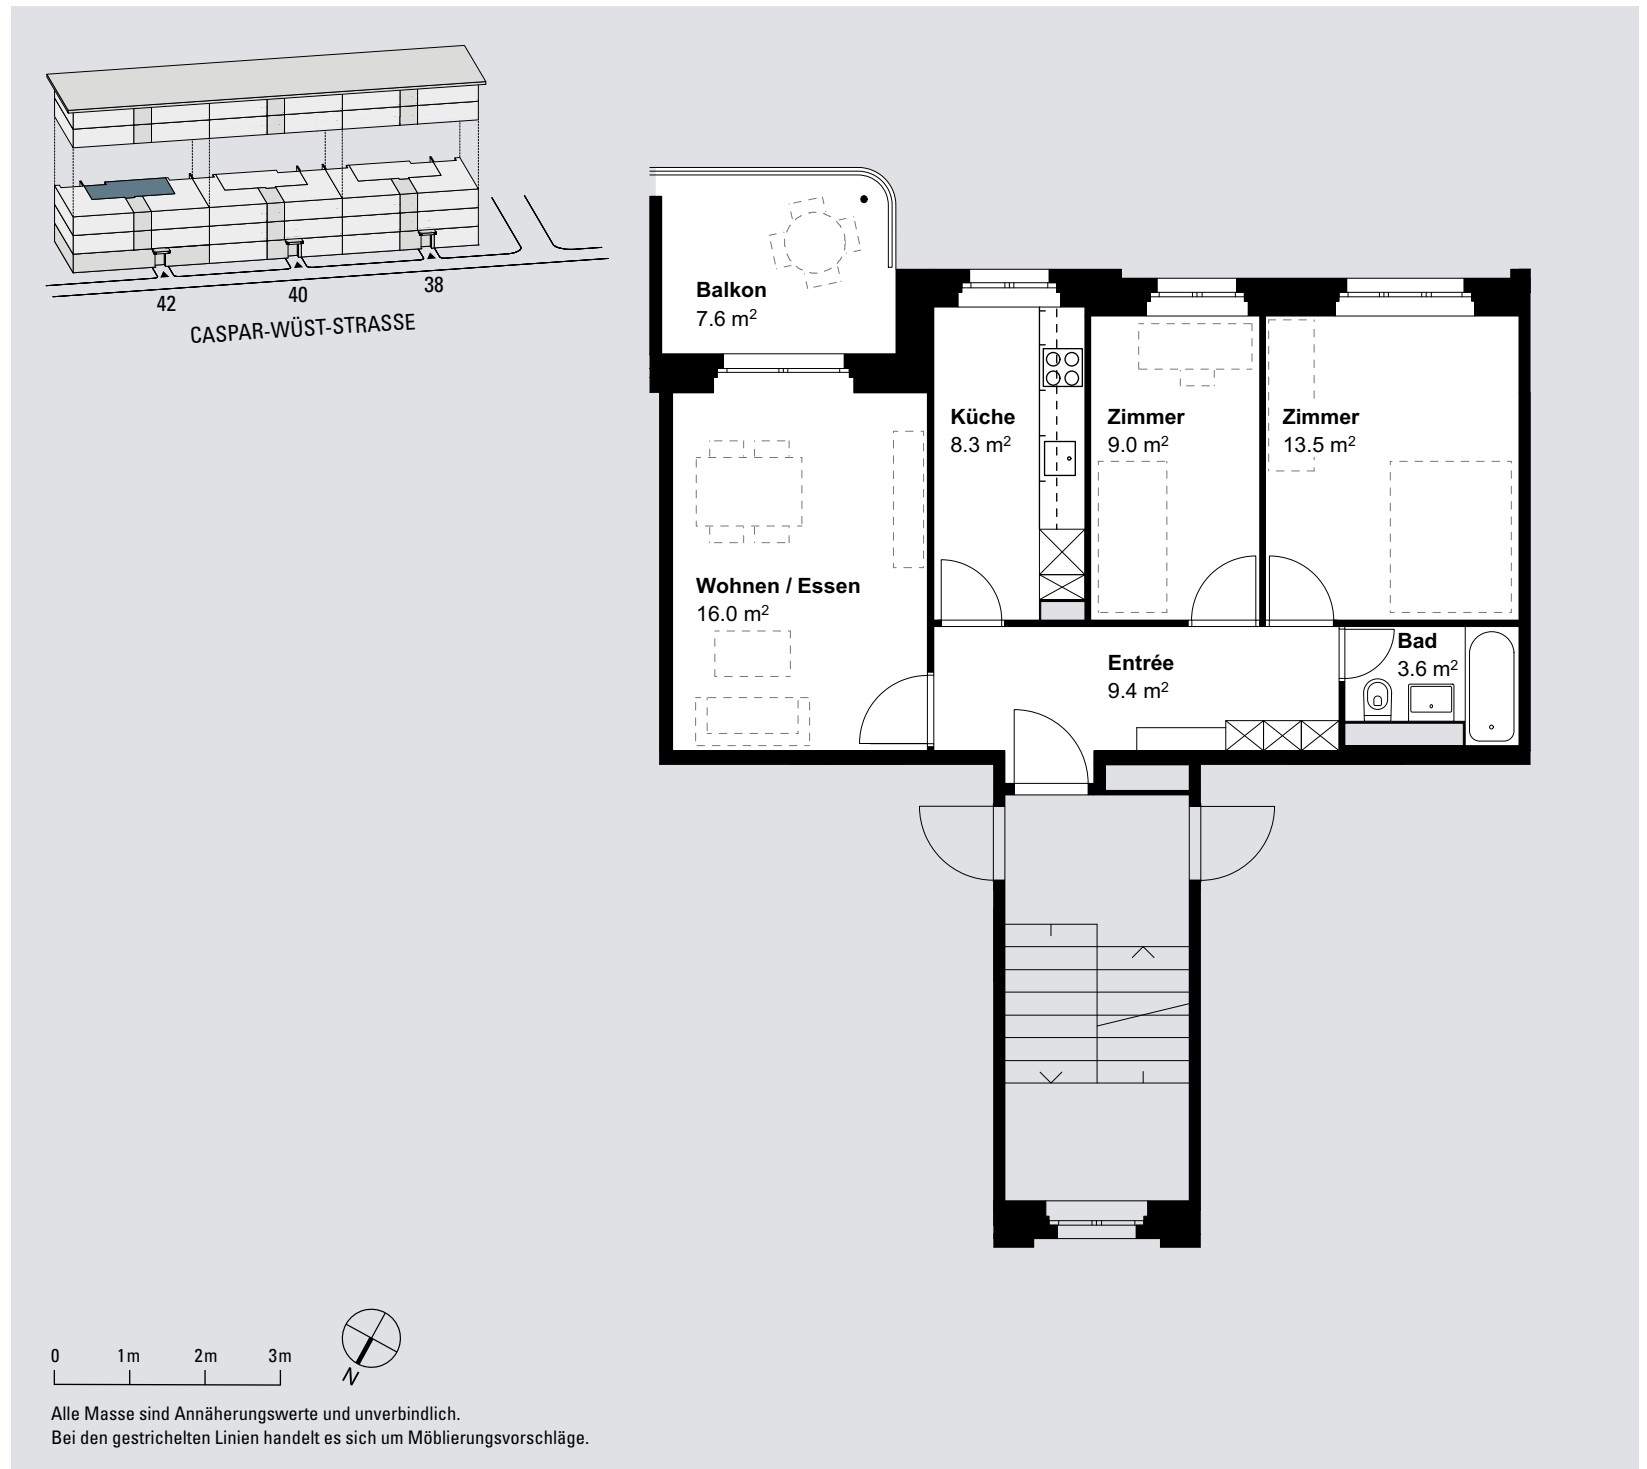 42
40
38
CASPAR-WÜST-STRASSE
Balkon
7.6 m²
Küche
8.3 m²
Zimmer
9.0 m²
Zimmer
13.5 m²
Wohnen / Essen
16.0 m²
Entrée
9.4 m²
Bad
3.6 m²
0 1m 2m 3m
N
Alle Masse sind Annäherungswerte und unverbindlich.
Bei den gestrichelten Linien handelt es sich um Möblierungsvorschläge.